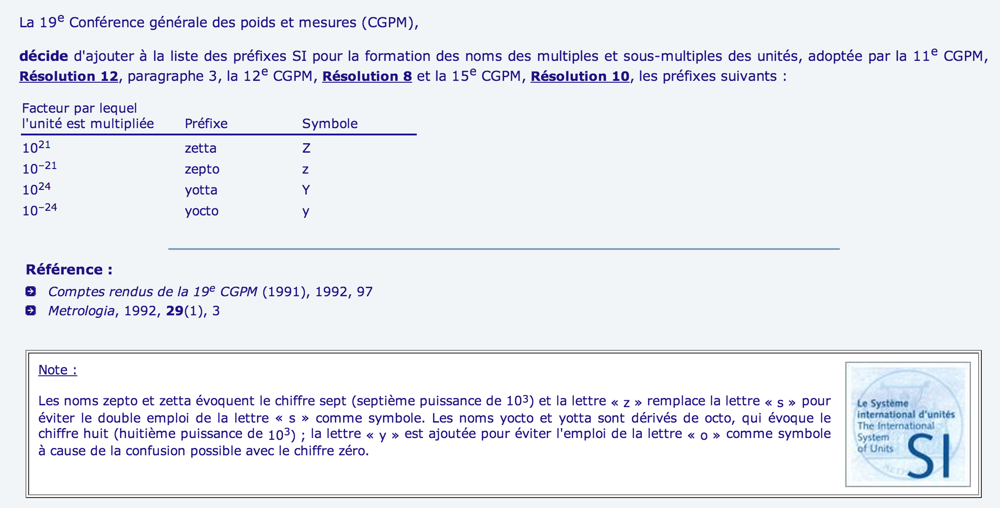 La 19e Conférence générale des poids et mesures (CGPM),
décide d'ajouter à la liste des préfixes SI pour la formation des noms des multiples et sous-multiples des unités, adoptée par la 11e CGPM,
Résolution 12, paragraphe 3, la 12e CGPM, Résolution 8 et la 15e CGPM, Résolution 10, les préfixes suivants :
Facteur par lequel
l'unité est multipliée Préfixe Symbole
10²¹ zetta Z
10⁻²¹ zepto z
10²⁴ yotta Y
10⁻²⁴ yocto y
Référence :
Comptes rendus de la 19e CGPM (1991), 1992, 97
Metrologia, 1992, 29(1), 3
Note :
Les noms zepto et zetta évoquent le chiffre sept (septième puissance de 10³) et la lettre « z » remplace la lettre « s » pour
éviter le double emploi de la lettre « s » comme symbole. Les noms yocto et yotta sont dérivés de octo, qui évoque le
chiffre huit (huitième puissance de 10³) ; la lettre « y » est ajoutée pour éviter l'emploi de la lettre « o » comme symbole
à cause de la confusion possible avec le chiffre zéro.
Le Système
international d'unités
The International
System
of Units
SI